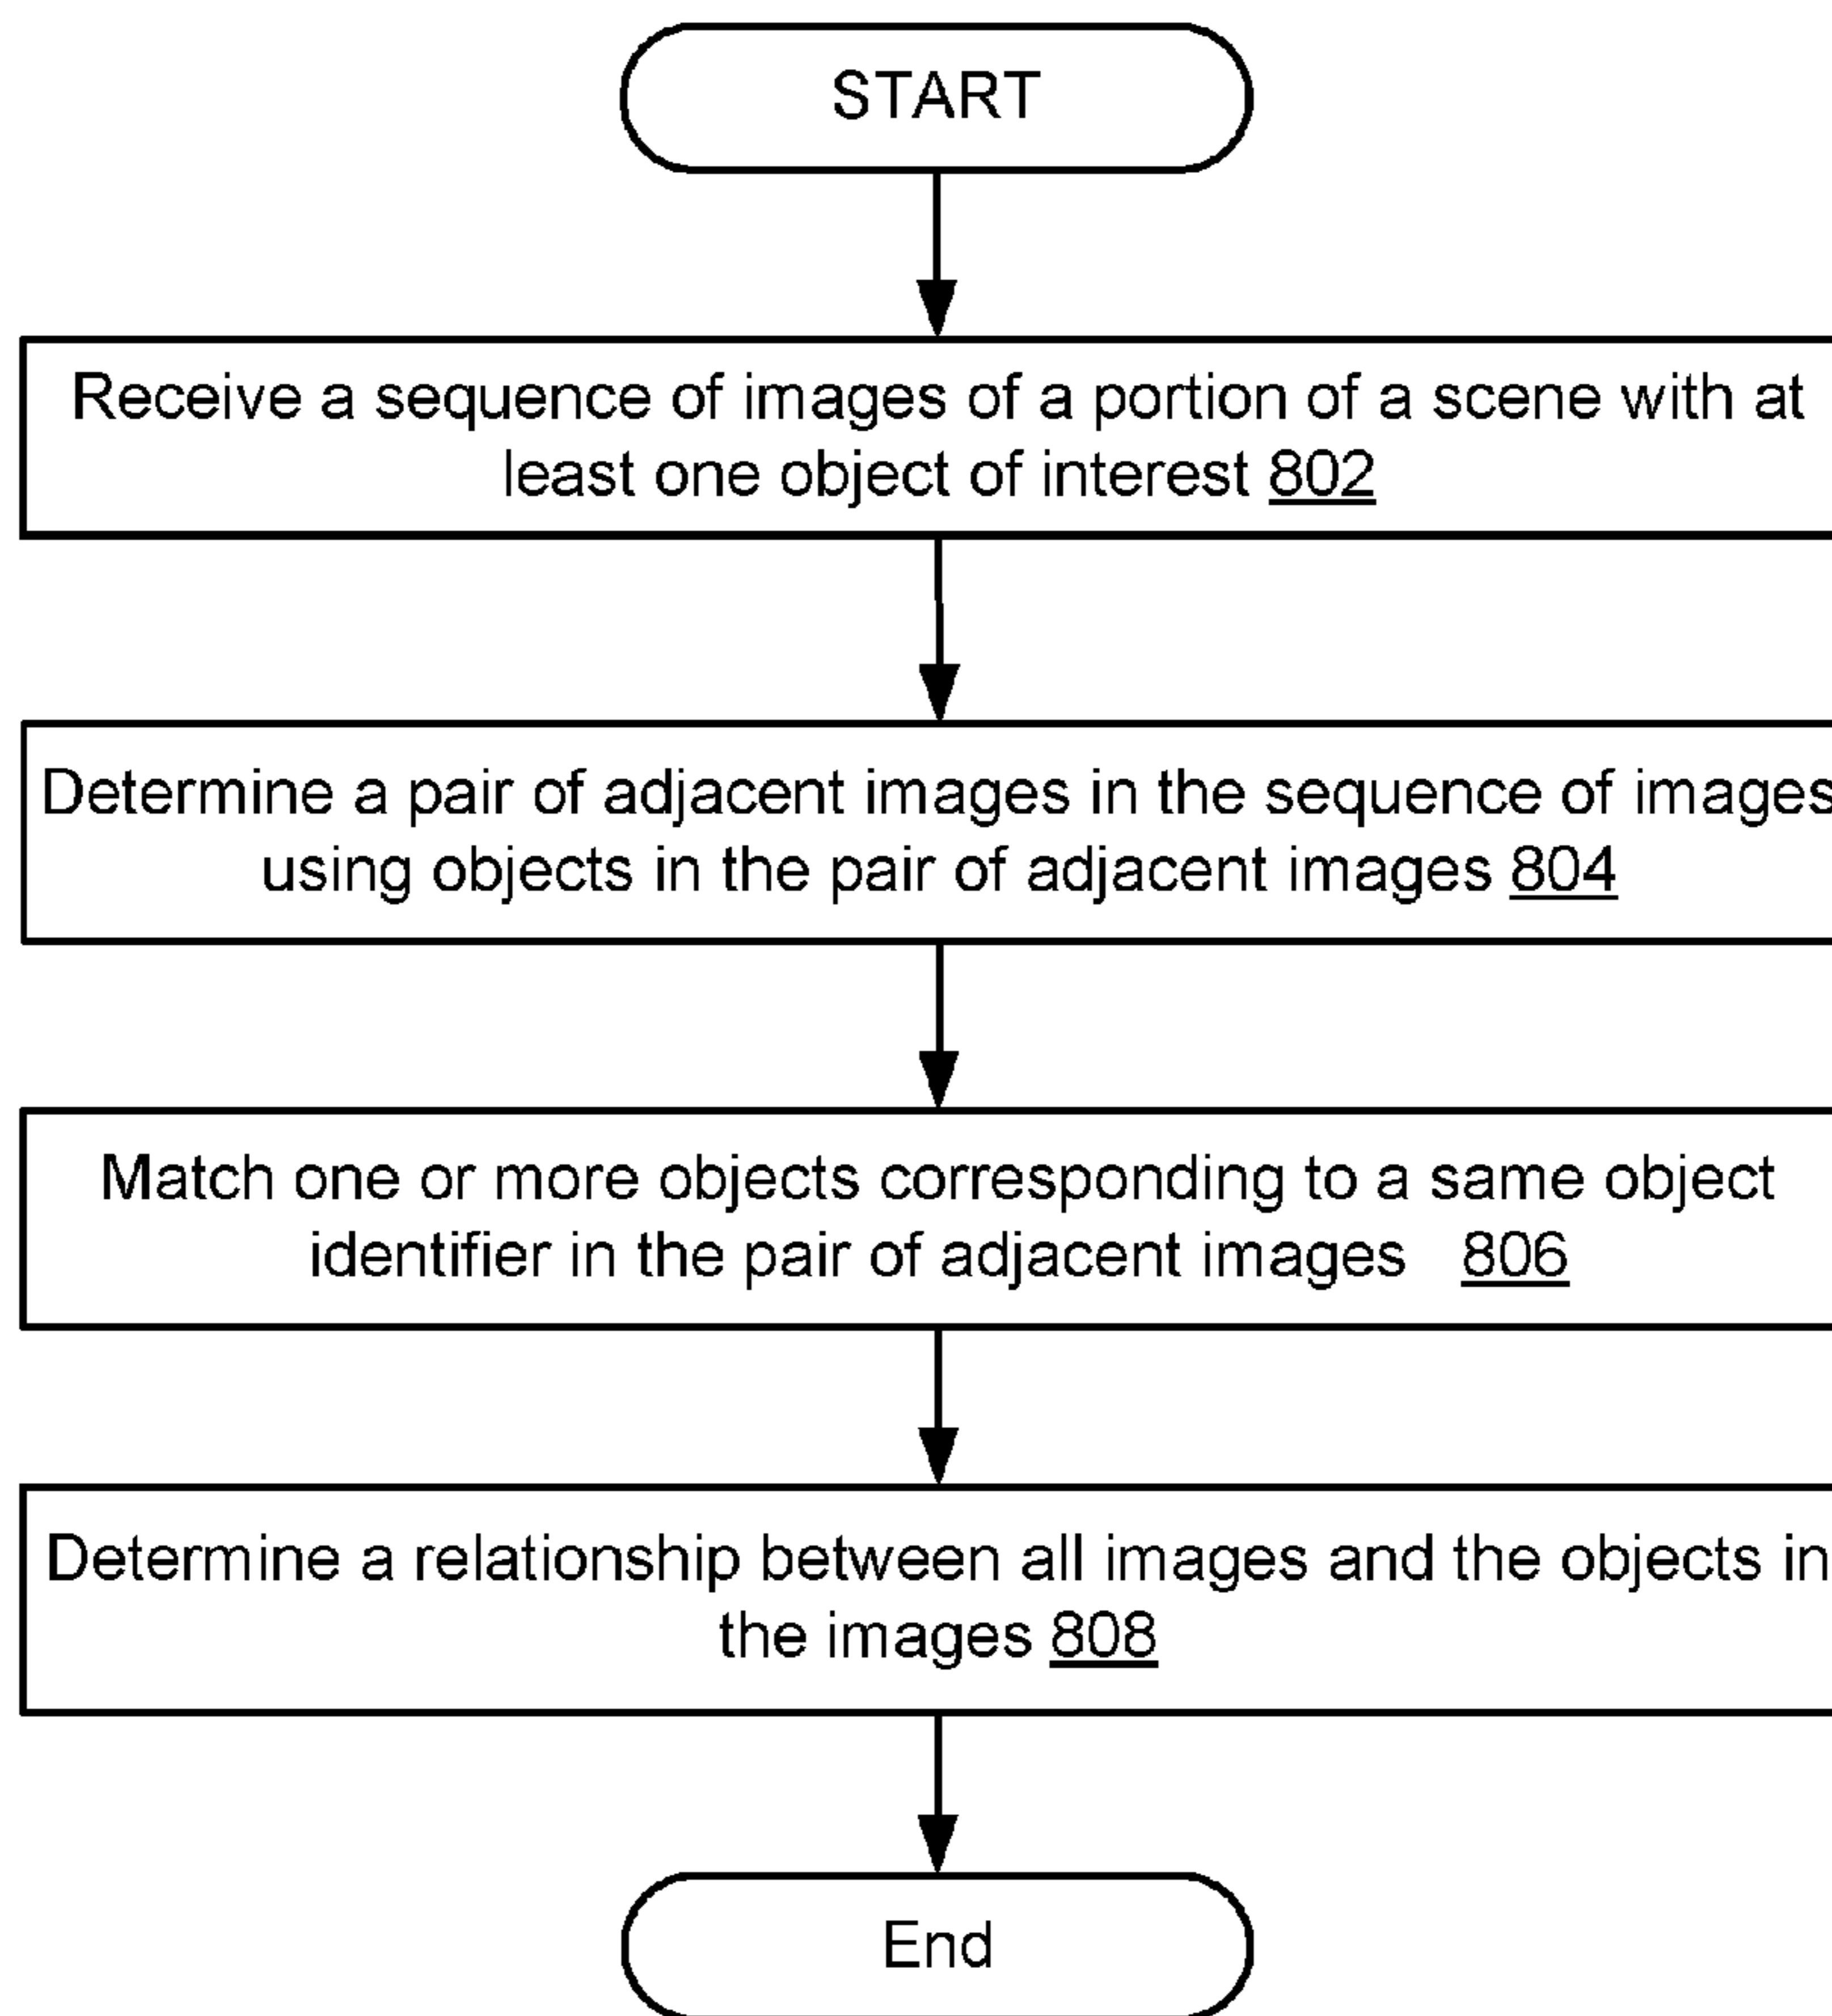 START
Receive a sequence of images of a portion of a scene with at
least one object of interest 802
Determine a pair of adjacent images in the sequence of images
using objects in the pair of adjacent images 804
Match one or more objects corresponding to a same object
identifier in the pair of adjacent images 806
Determine a relationship between all images and the objects in
the images 808
End